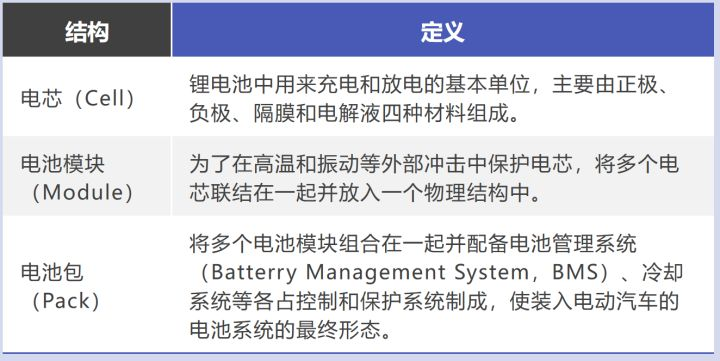 结构
定义
电芯（Cell）
锂电池中用来充电和放电的基本单位，主要由正极、
负极、隔膜和电解液四种材料组成。
电池模块
（Module）
为了在高温和振动等外部冲击中保护电芯，将多个电
芯联结在一起并放入一个物理结构中。
电池包
（Pack）
将多个电池模块组合在一起并配备电池管理系统
（Batterry Management System，BMS）、冷却
系统等各占控制和保护系统制成，使装入电动汽车的
电池系统的最终形态。